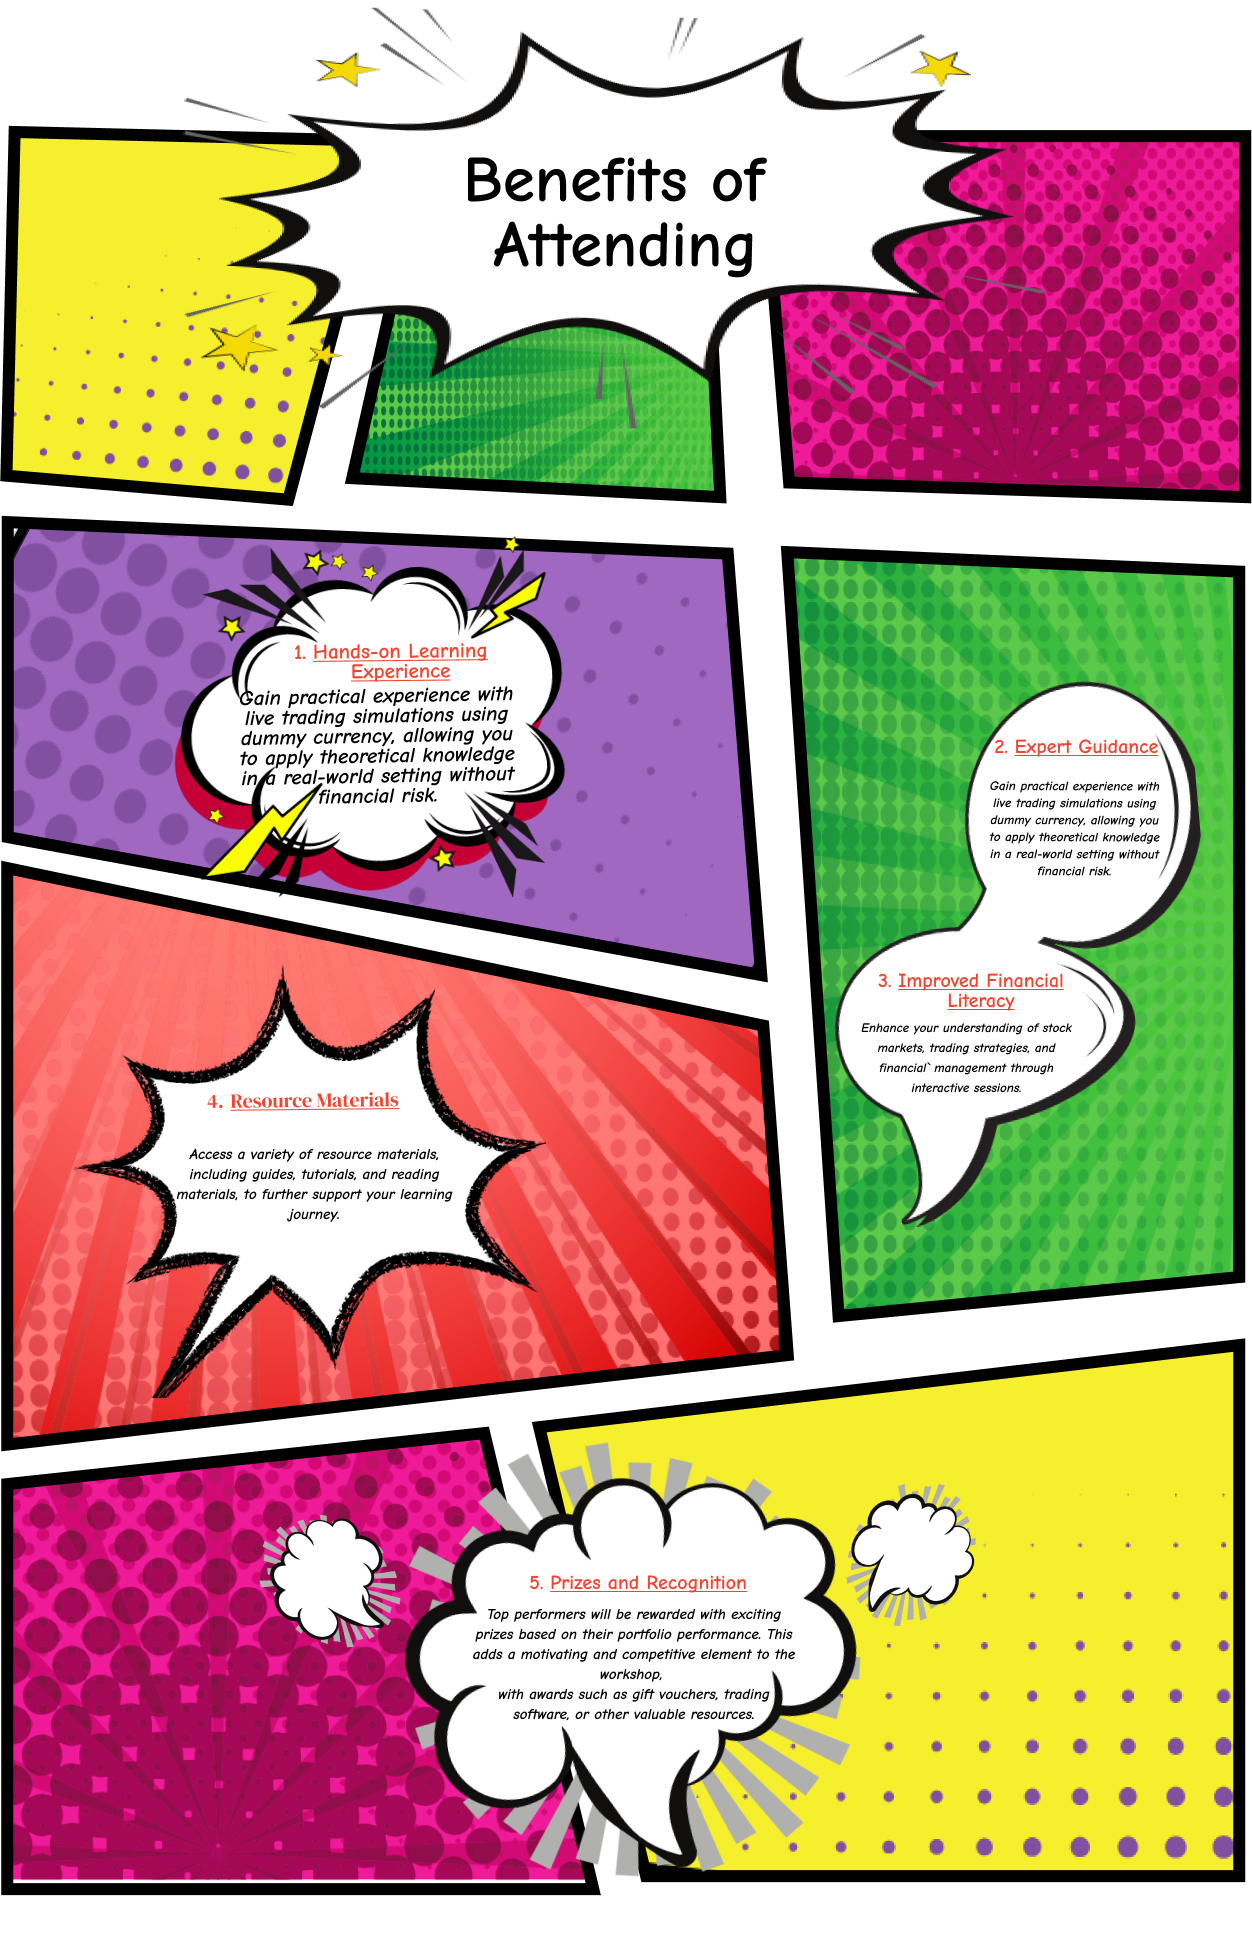 Benefits of
Attending
1. Hands-on Learning
Experience
Gain practical experience with
live trading simulations using
dummy currency, allowing you
to apply theoretical knowledge
in a real-world setting without
financial risk.
2. Expert Guidance
Gain practical experience with
live trading simulations using
dummy currency, allowing you
to apply theoretical knowledge
in a real-world setting without
financial risk.
3. Improved Financial
Literacy
Enhance your understanding of stock
markets, trading strategies, and
financial` management through
interactive sessions.
4. Resource Materials
Access a variety of resource materials,
including guides, tutorials, and reading
materials, to further support your learning
journey.
5. Prizes and Recognition
Top performers will be rewarded with exciting
prizes based on their portfolio performance. This
adds a motivating and competitive element to the
workshop,
with awards such as gift vouchers, trading
software, or other valuable resources.